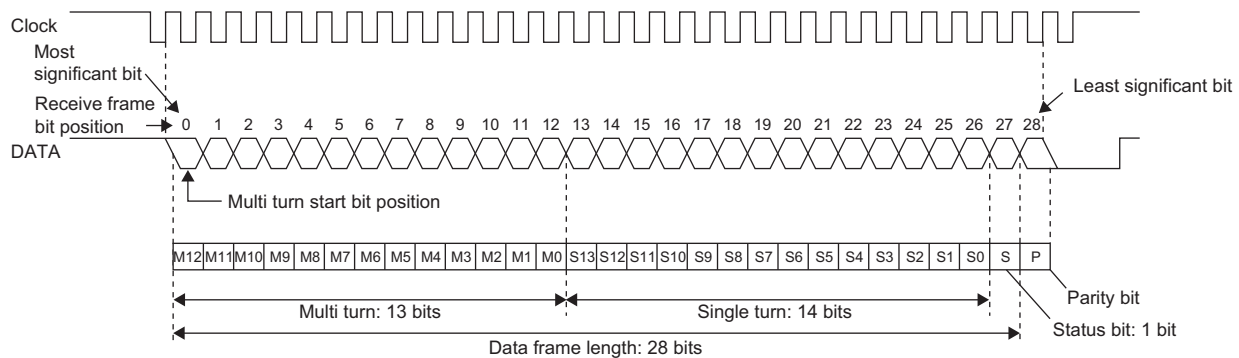 Clock
Most
significant bit
Least significant bit
Receive frame
bit position
0 1 2 3 4 5 6 7 8 9 10 11 12 13 14 15 16 17 18 19 20 21 22 23 24 25 26 27 28
DATA
Multi turn start bit position
M12 M11 M10 M9 M8 M7 M6 M5 M4 M3 M2 M1 M0 S13 S12 S11 S10 S9 S8 S7 S6 S5 S4 S3 S2 S1 S0 S P
Parity bit
Multi turn: 13 bits
Single turn: 14 bits
Status bit: 1 bit
Data frame length: 28 bits